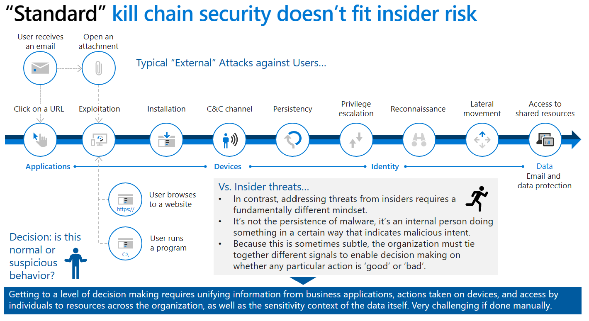 “Standard” kill chain security doesn’t fit insider risk
User receives
an email
Open an
attachment
Typical “External” Attacks against Users...
Click on a URL
Exploitation
Installation
C&C channel
Persistency
Privilege
escalation
Reconnaissance
Lateral
movement
Access to
shared resources
Applications
Devices
Identity
Data
Email and
data protection
https://
User browses
to a website
User runs
a program
Vs. Insider threats...
• In contrast, addressing threats from insiders requires a
fundamentally different mindset.
• It’s not the persistence of malware, it’s an internal person doing
something in a certain way that indicates malicious intent.
• Because this is sometimes subtle, the organization must tie
together different signals to enable decision making on
whether any particular action is ‘good’ or ‘bad’.
Decision: is this
normal or
suspicious
behavior?
Getting to a level of decision making requires unifying information from business applications, actions taken on devices, and access by
individuals to resources across the organization, as well as the sensitivity context of the data itself. Very challenging if done manually.